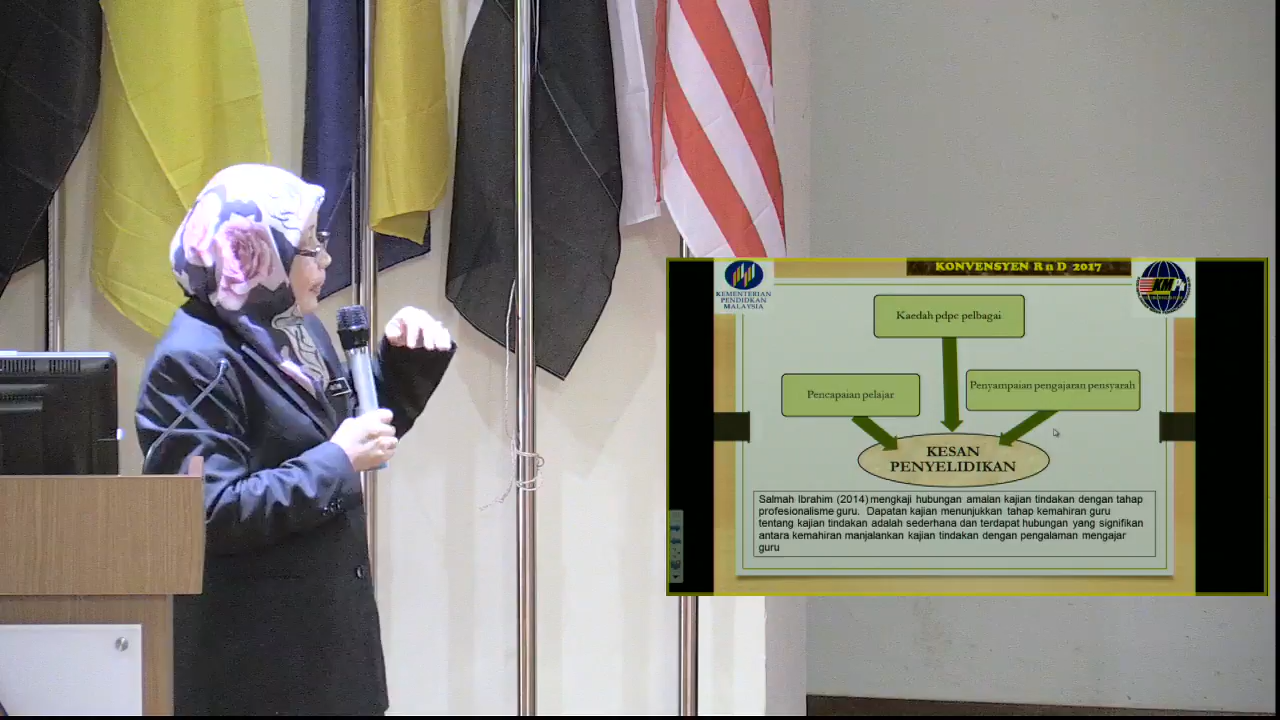 KONVENSYEN R n D 2017
KEMENTERIAN
PENDIDIKAN
MALAYSIA
Kaedah pdpc pelbagai
Pencapaian pelajar
Penyampaian pengajaran pensyarah
KESAN
PENYELIDIKAN
Salmah Ibrahim (2014) mengkaji hubungan amalan kajian tindakan dengan tahap
profesionalisme guru. Dapatan kajian menunjukkan tahap kemahiran guru
tentang kajian tindakan adalah sederhana dan terdapat hubungan yang signifikan
antara kemahiran manjalankan kajian tindakan dengan pengalaman mengajar
guru